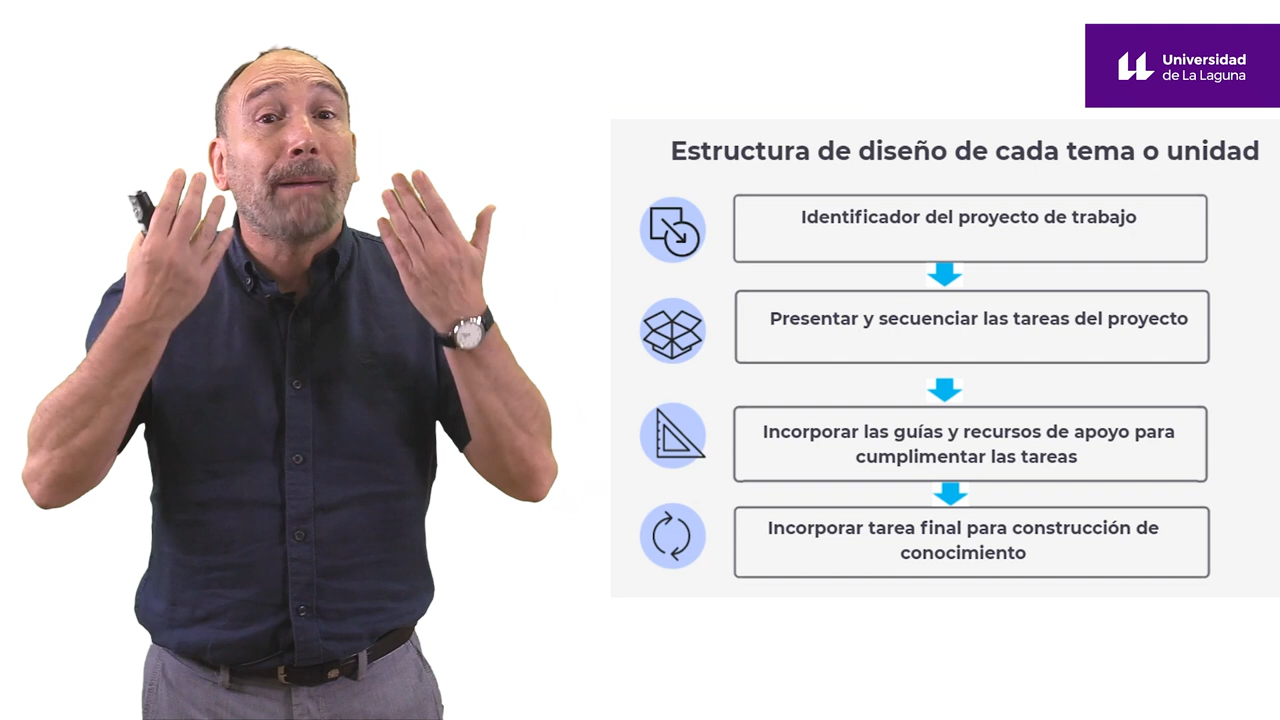 Universidad
de La Laguna
Estructura de diseño de cada tema o unidad
Identificador del proyecto de trabajo
Presentar y secuenciar las tareas del proyecto
Incorporar las guías y recursos de apoyo para
cumplimentar las tareas
Incorporar tarea final para construcción de
conocimiento